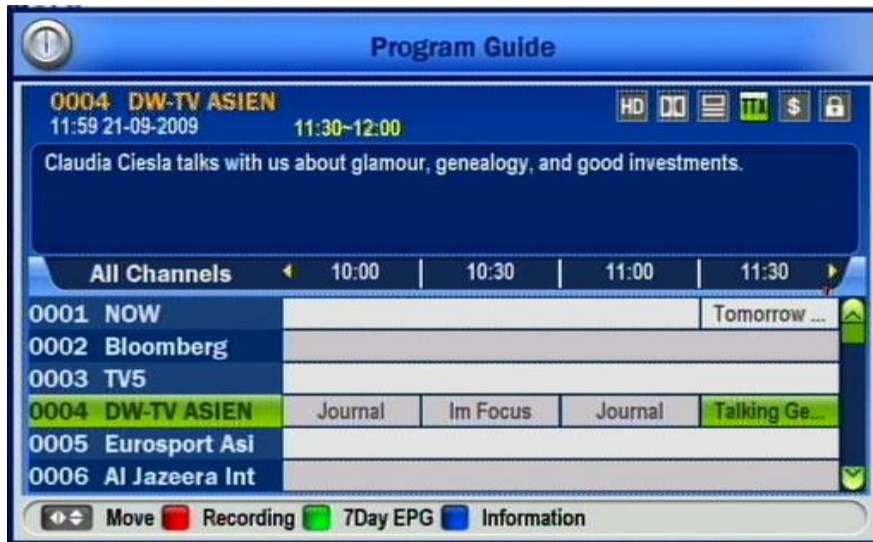 Program Guide
0004 DW-TV ASIEN
HD TTX $
11:59 21-09-2009 11:30~12:00
Claudia Ciesla talks with us about glamour, genealogy, and good investments.
All Channels 10:00 10:30 11:00 11:30
0001 NOW Tomorrow ...
0002 Bloomberg
0003 TV5
0004 DW-TV ASIEN Journal Im Focus Journal Talking Ge...
0005 Eurosport Asi
0006 Al Jazeera Int
Move Recording 7Day EPG Information